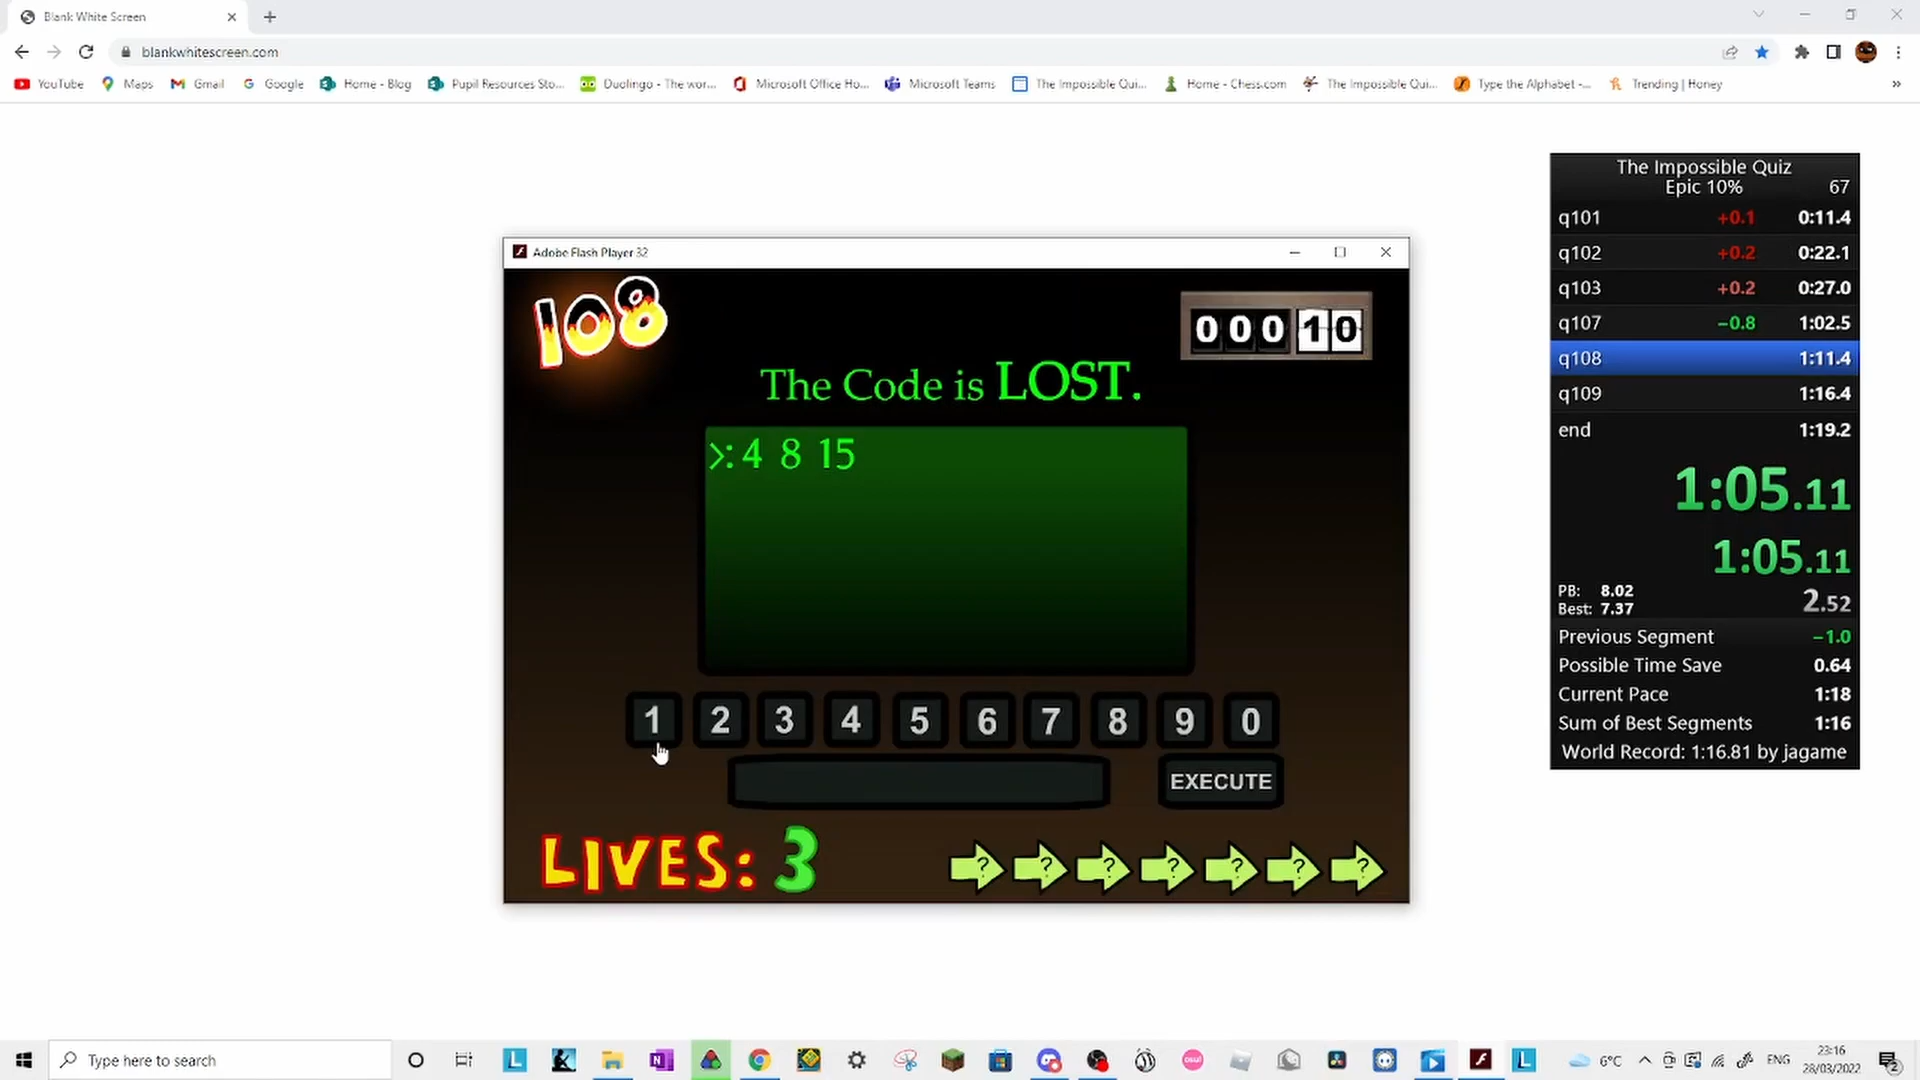 Blank White Screen
blankwhitescreen.com
YouTube Maps Gmail Google Home - Blog Pupil Resources Sto... Duolingo - The wor... Microsoft Office Ho... Microsoft Teams The Impossible Qui... Home - Chess.com The Impossible Qui... Type the Alphabet -... Trending | Honey »
Adobe Flash Player 32
108
000 10
The Code is LOST.
>: 4 8 15
1 2 3 4 5 6 7 8 9 0
EXECUTE
LIVES: 3
? ? ? ? ? ? ?
The Impossible Quiz
Epic 10% 67
q101 +0.1 0:11.4
q102 +0.2 0:22.1
q103 +0.2 0:27.0
q107 −0.8 1:02.5
q108 1:11.4
q109 1:16.4
end 1:19.2
1:05.11
1:05.11
PB: 8.02
Best: 7.37 2.52
Previous Segment −1.0
Possible Time Save 0.64
Current Pace 1:18
Sum of Best Segments 1:16
World Record: 1:16.81 by jagame
Type here to search
6°C ENG 23:16
28/03/2022 2